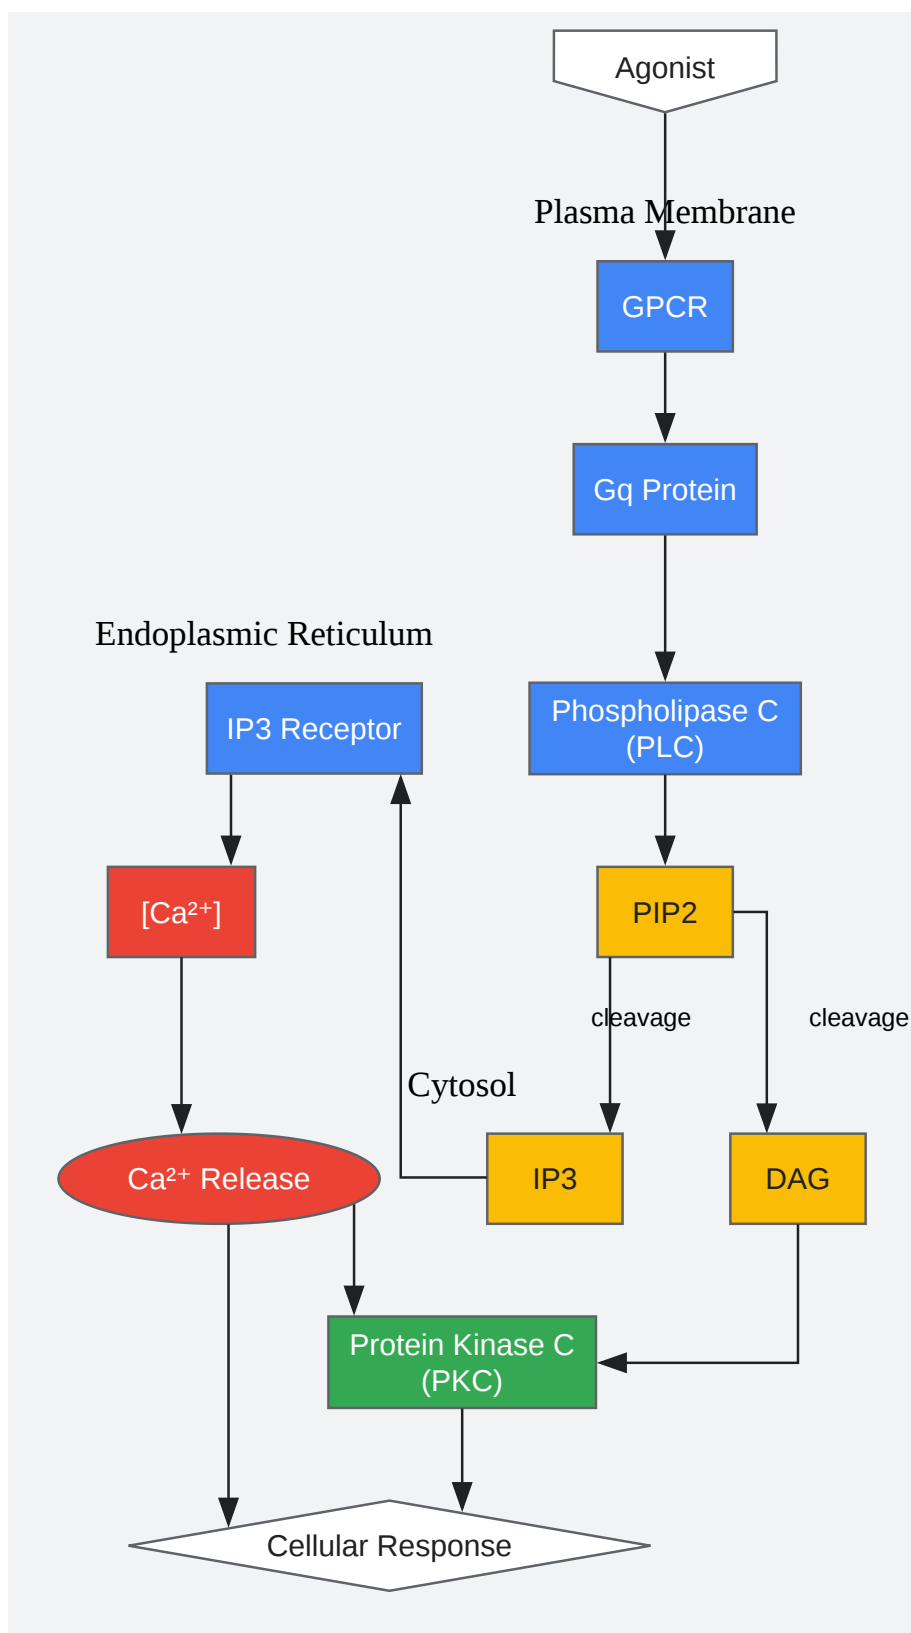 Agonist
Plasma Membrane
GPCR
Gq Protein
Endoplasmic Reticulum
IP3 Receptor
Phospholipase C
(PLC)
[Ca²⁺]
PIP2
cleavage
cleavage
Cytosol
Ca²⁺ Release
IP3
DAG
Protein Kinase C
(PKC)
Cellular Response